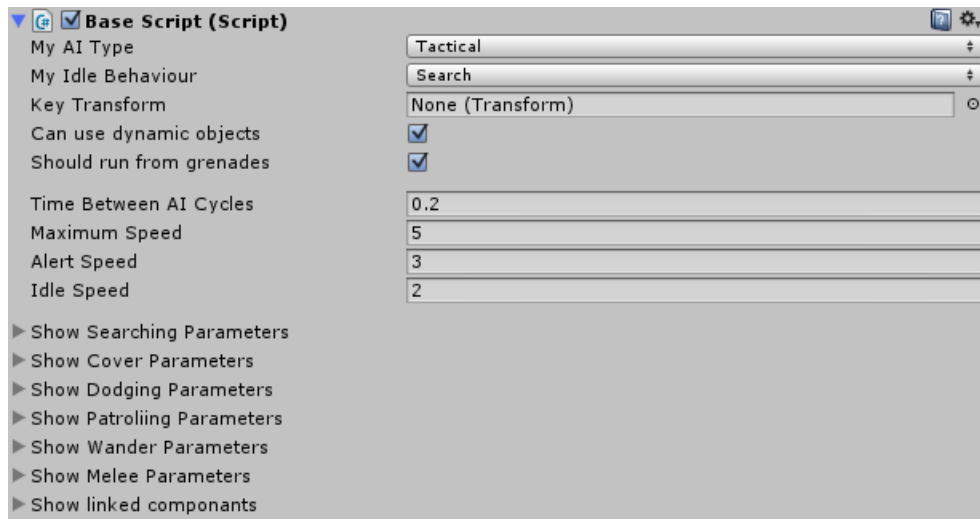 Base Script (Script)
My AI Type Tactical
My Idle Behaviour Search
Key Transform None (Transform)
Can use dynamic objects
Should run from grenades
Time Between AI Cycles 0.2
Maximum Speed 5
Alert Speed 3
Idle Speed 2
Show Searching Parameters
Show Cover Parameters
Show Dodging Parameters
Show Patroliing Parameters
Show Wander Parameters
Show Melee Parameters
Show linked componants